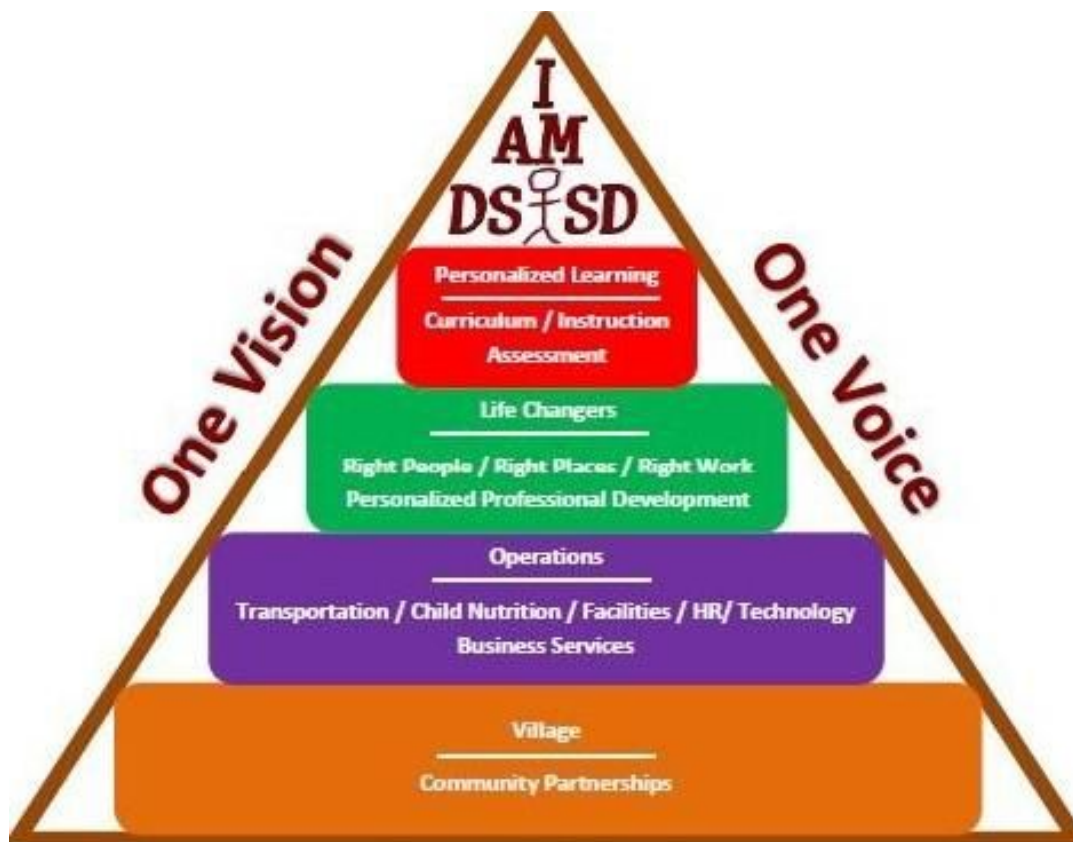 I
AM
DSISD
One Vision
One Voice
Personalized Learning
Curriculum / Instruction
Assessment
Life Changers
Right People / Right Places / Right Work
Personalized Professional Development
Operations
Transportation / Child Nutrition / Facilities / HR/ Technology
Business Services
Village
Community Partnerships